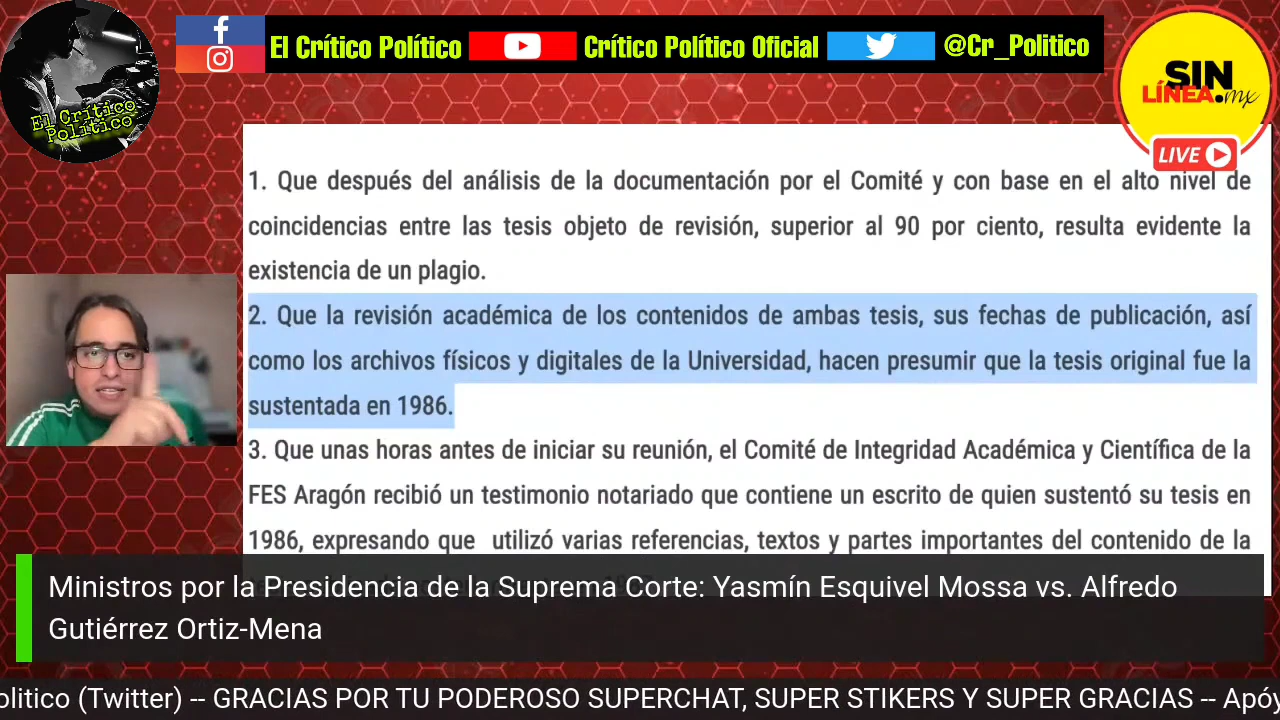 El Crítico Político
Crítico Político Oficial
@Cr_Politico
El Crítico
Político
SIN
LÍNEA.mx
LIVE
1. Que después del análisis de la documentación por el Comité y con base en el alto nivel de
coincidencias entre las tesis objeto de revisión, superior al 90 por ciento, resulta evidente la
existencia de un plagio.
2. Que la revisión académica de los contenidos de ambas tesis, sus fechas de publicación, así
como los archivos físicos y digitales de la Universidad, hacen presumir que la tesis original fue la
sustentada en 1986.
3. Que unas horas antes de iniciar su reunión, el Comité de Integridad Académica y Científica de la
FES Aragón recibió un testimonio notariado que contiene un escrito de quien sustentó su tesis en
1986, expresando que utilizó varias referencias, textos y partes importantes del contenido de la
Ministros por la Presidencia de la Suprema Corte: Yasmín Esquivel Mossa vs. Alfredo
Gutiérrez Ortiz-Mena
olitico (Twitter) -- GRACIAS POR TU PODEROSO SUPERCHAT, SUPER STIKERS Y SUPER GRACIAS -- Apóy